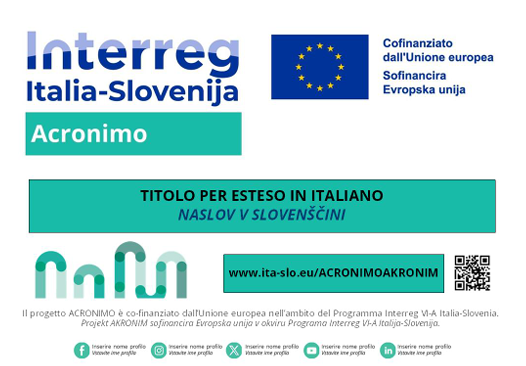 Interreg
Italia-Slovenija
Cofinanziato
dall'Unione europea
Sofinancira
Evropska unija
Acronimo
TITOLO PER ESTESO IN ITALIANO
NASLOV V SLOVENŠČINI
www.ita-slo.eu/ACRONIMOAKRONIM
Il progetto ACRONIMO è co-finanziato dall'Unione europea nell'ambito del Programma Interreg VI-A Italia-Slovenia.
Projekt AKRONIM sofinancira Evropska unija v okviru Programa Interreg VI-A Italija-Slovenija.
Inserire nome profilo
Vstavite ime profila
Inserire nome profilo
Vstavite ime profila
Inserire nome profilo
Vstavite ime profila
Inserire nome profilo
Vstavite ime profila
Inserire nome profilo
Vstavite ime profila